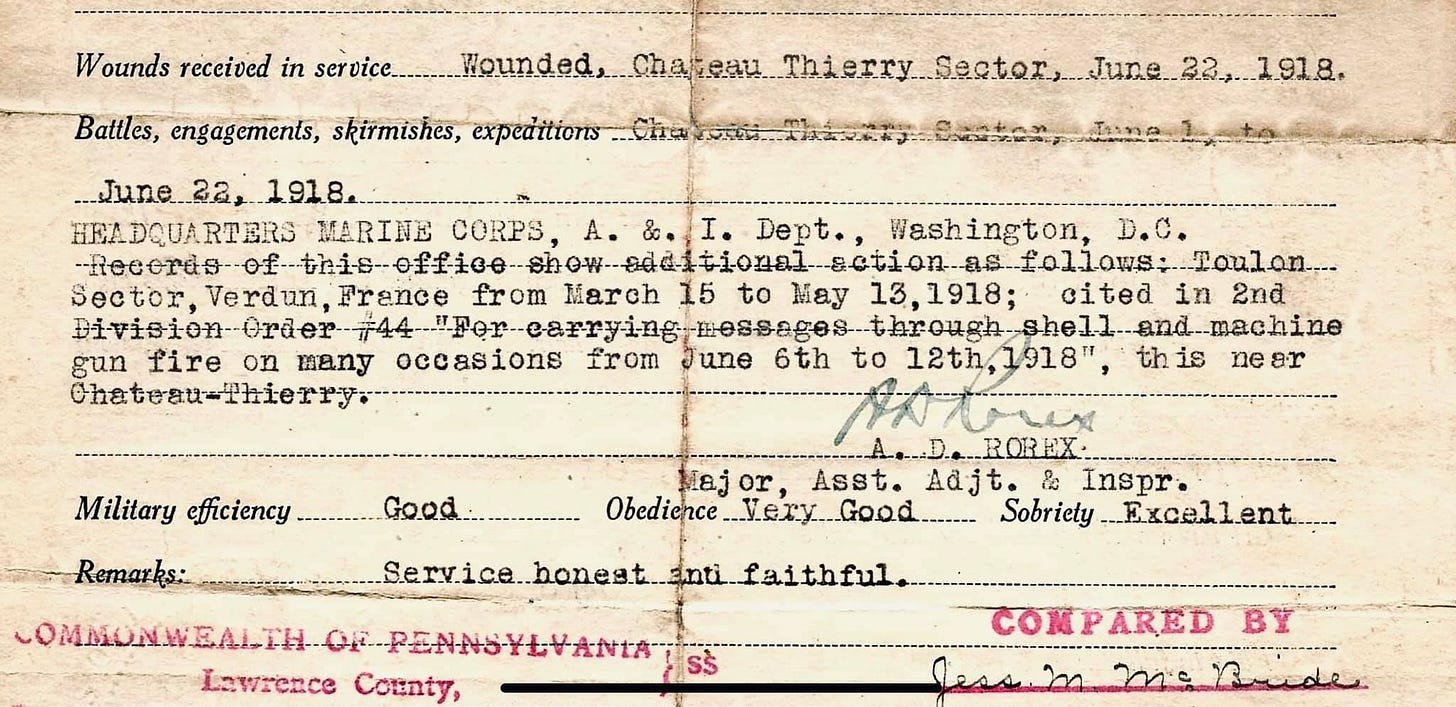 Wounds received in service Wounded, Chateau Thierry Sector, June 22, 1918.
Battles, engagements, skirmishes, expeditions Chateau Thierry Sector, June 1, to
June 22, 1918.
HEADQUARTERS MARINE CORPS, A. &. I. Dept., Washington, D.C.
Records of this office show additional action as follows: Toulon
Sector,Verdun,France from March 15 to May 13,1918; cited in 2nd
Division Order #44 "For carrying messages through shell and machine
gun fire on many occasions from June 6th to 12th,1918", this near
Chateau-Thierry.
A D Rorex
A. D. ROREX
Major, Asst. Adjt. & Inspr.
Military efficiency Good Obedience Very Good Sobriety Excellent
Remarks: Service honest and faithful.
COMPARED BY
COMMONWEALTH OF PENNSYLVANIA } SS
Lawrence County,
Jess. M. McBride